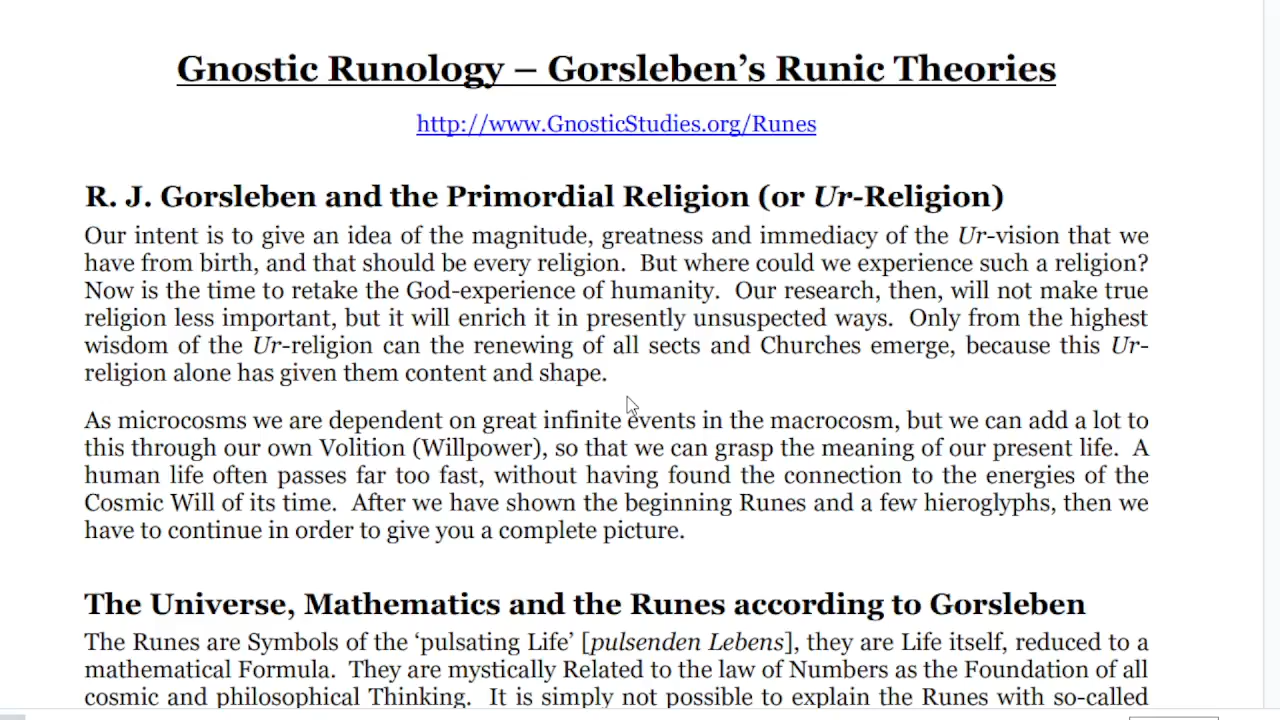 Gnostic Runology – Gorsleben’s Runic Theories
http://www.GnosticStudies.org/Runes
R. J. Gorsleben and the Primordial Religion (or Ur-Religion)
Our intent is to give an idea of the magnitude, greatness and immediacy of the Ur-vision that we
have from birth, and that should be every religion.  But where could we experience such a religion?
Now is the time to retake the God-experience of humanity.  Our research, then, will not make true
religion less important, but it will enrich it in presently unsuspected ways.  Only from the highest
wisdom of the Ur-religion can the renewing of all sects and Churches emerge, because this Ur-
religion alone has given them content and shape.
As microcosms we are dependent on great infinite events in the macrocosm, but we can add a lot to
this through our own Volition (Willpower), so that we can grasp the meaning of our present life.  A
human life often passes far too fast, without having found the connection to the energies of the
Cosmic Will of its time.  After we have shown the beginning Runes and a few hieroglyphs, then we
have to continue in order to give you a complete picture.
The Universe, Mathematics and the Runes according to Gorsleben
The Runes are Symbols of the ‘pulsating Life’ [pulsenden Lebens], they are Life itself, reduced to a
mathematical Formula.  They are mystically Related to the law of Numbers as the Foundation of all
cosmic and philosophical Thinking.  It is simply not possible to explain the Runes with so-called